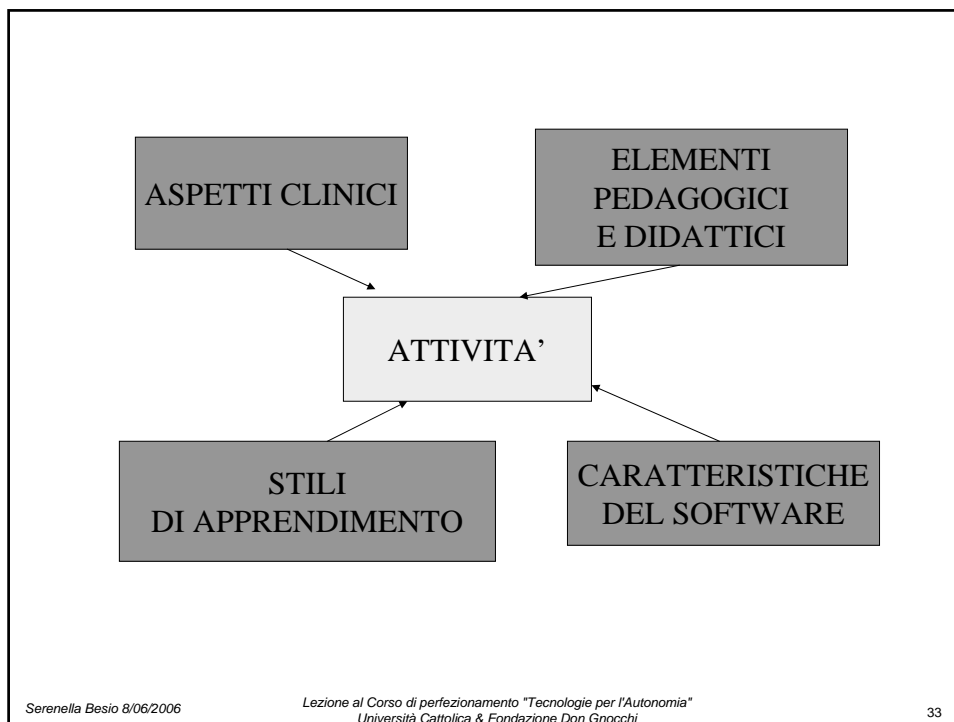 ASPETTI CLINICI
ELEMENTI
PEDAGOGICI
E DIDATTICI
ATTIVITA’
STILI
DI APPRENDIMENTO
CARATTERISTICHE
DEL SOFTWARE
Serenella Besio 8/06/2006
Lezione al Corso di perfezionamento "Tecnologie per l'Autonomia"
Università Cattolica & Fondazione Don Gnocchi
33